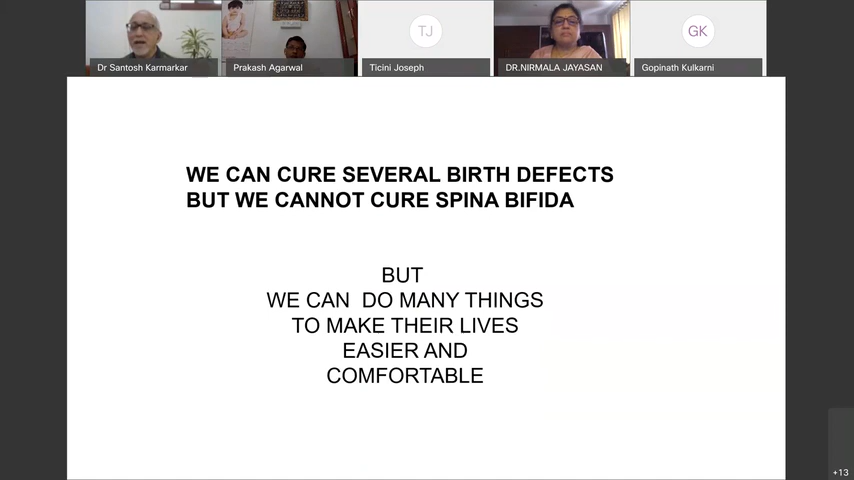 TJ
GK
Dr Santosh Karmarkar
Prakash Agarwal
Ticini Joseph
DR.NIRMALA JAYASAN
Gopinath Kulkarni
WE CAN CURE SEVERAL BIRTH DEFECTS
BUT WE CANNOT CURE SPINA BIFIDA
BUT
WE CAN DO MANY THINGS
TO MAKE THEIR LIVES
EASIER AND
COMFORTABLE
+13